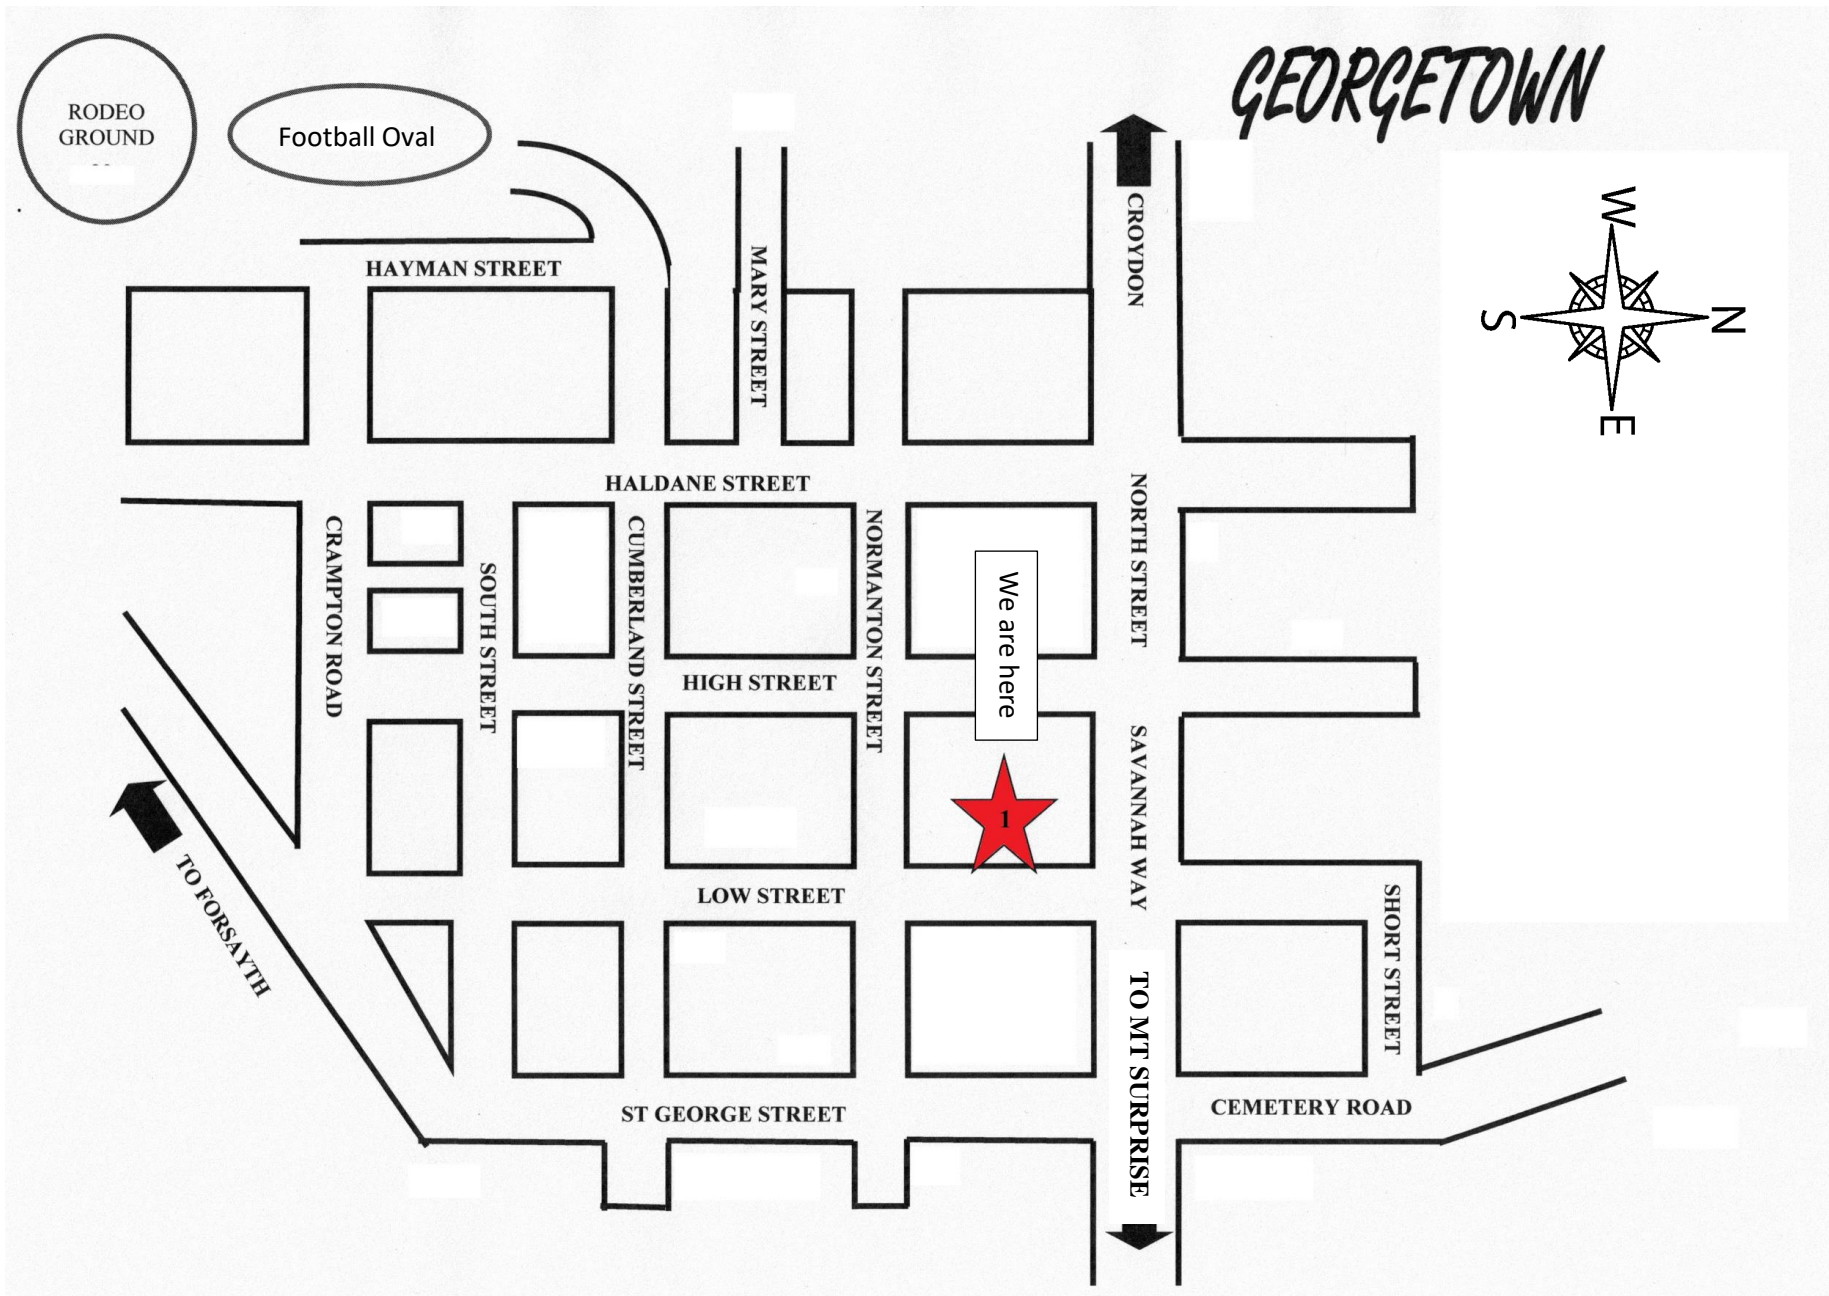 GEORGETOWN
RODEO
GROUND
Football Oval
CROYDON
W
N
S
E
HAYMAN STREET
MARY STREET
HALDANE STREET
CRAMPTON ROAD
SOUTH STREET
CUMBERLAND STREET
NORMANTON STREET
NORTH STREET
We are here
HIGH STREET
SAVANNAH WAY
1
TO FORSAYTH
LOW STREET
SHORT STREET
TO MT SURPRISE
ST GEORGE STREET
CEMETERY ROAD